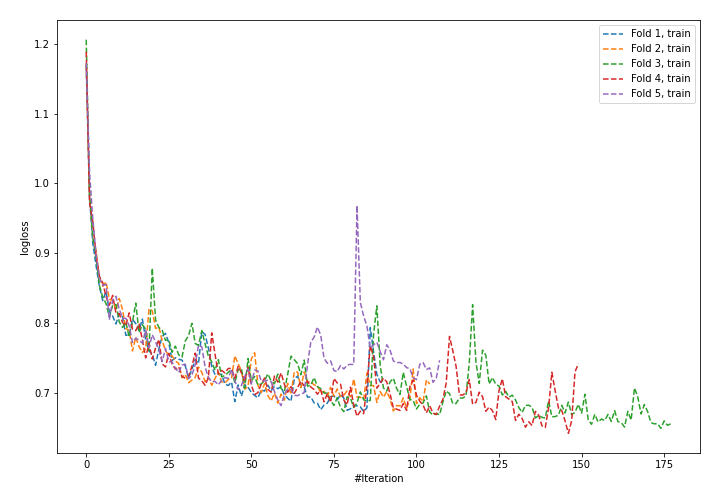 1.2
1.1
1.0
0.9
0.8
0.7
logloss
0
25
50
75
100
125
150
175
#Iteration
Fold 1, train
Fold 2, train
Fold 3, train
Fold 4, train
Fold 5, train